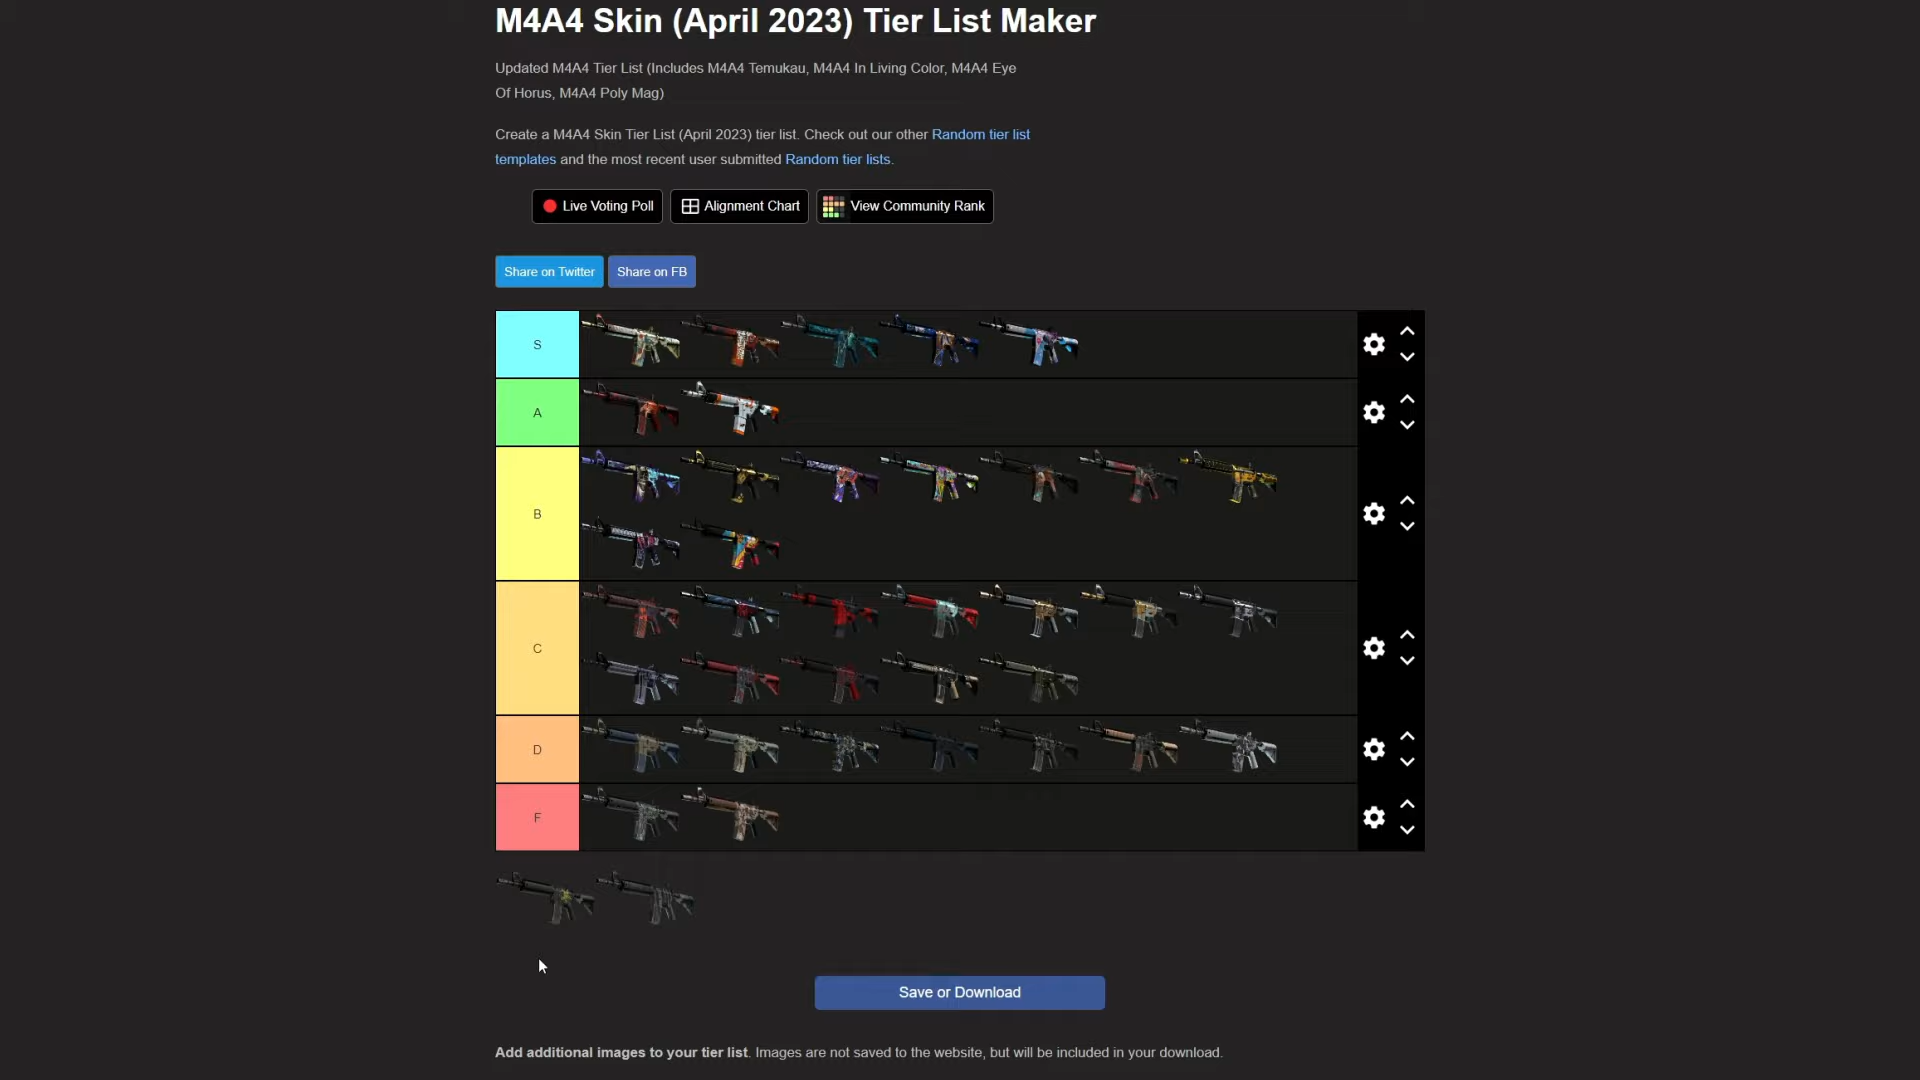 M4A4 Skin (April 2023) Tier List Maker
Updated M4A4 Tier List (Includes M4A4 Temukau, M4A4 In Living Color, M4A4 Eye
Of Horus, M4A4 Poly Mag)
Create a M4A4 Skin Tier List (April 2023) tier list. Check out our other Random tier list
templates and the most recent user submitted Random tier lists.
Live Voting Poll
Alignment Chart
View Community Rank
Share on Twitter
Share on FB
S
A
B
C
D
F
Save or Download
Add additional images to your tier list. Images are not saved to the website, but will be included in your download.